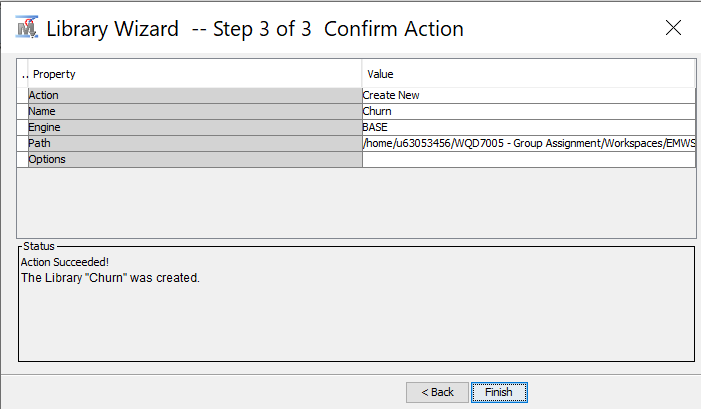 Library Wizard -- Step 3 of 3 Confirm Action
.. Property Value
Action Create New
Name Churn
Engine BASE
Path /home/u63053456/WQD7005 - Group Assignment/Workspaces/EMWS
Options
Status
Action Succeeded!
The Library "Churn" was created.
< Back Finish